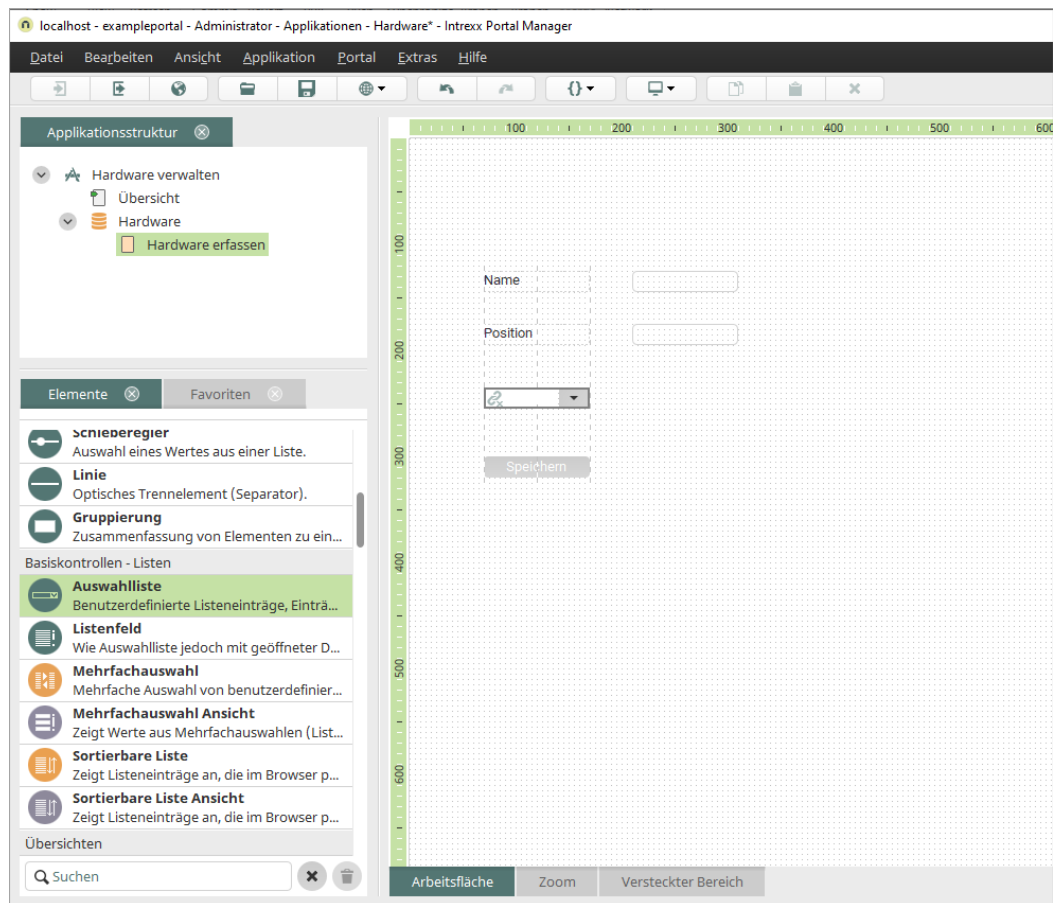 localhost - exampleportal - Administrator - Applikationen - Hardware* - Intrexx Portal Manager
Datei Bearbeiten Ansicht Applikation Portal Extras Hilfe
Applikationsstruktur
Hardware verwalten
Übersicht
Hardware
Hardware erfassen
Elemente Favoriten
Schieberegler
Auswahl eines Wertes aus einer Liste.
Linie
Optisches Trennelement (Separator).
Gruppierung
Zusammenfassung von Elementen zu ein...
Basiskontrollen - Listen
Auswahlliste
Benutzerdefinierte Listeneinträge, Einträ...
Listenfeld
Wie Auswahlliste jedoch mit geöffneter D...
Mehrfachauswahl
Mehrfache Auswahl von benutzerdefinier...
Mehrfachauswahl Ansicht
Zeigt Werte aus Mehrfachauswahlen (List...
Sortierbare Liste
Zeigt Listeneinträge an, die im Browser p...
Sortierbare Liste Ansicht
Zeigt Listeneinträge an, die im Browser p...
Übersichten
Suchen
100 200 300 400 500 600
100
200
300
400
500
600
Name
Position
Speichern
Arbeitsfläche Zoom Versteckter Bereich